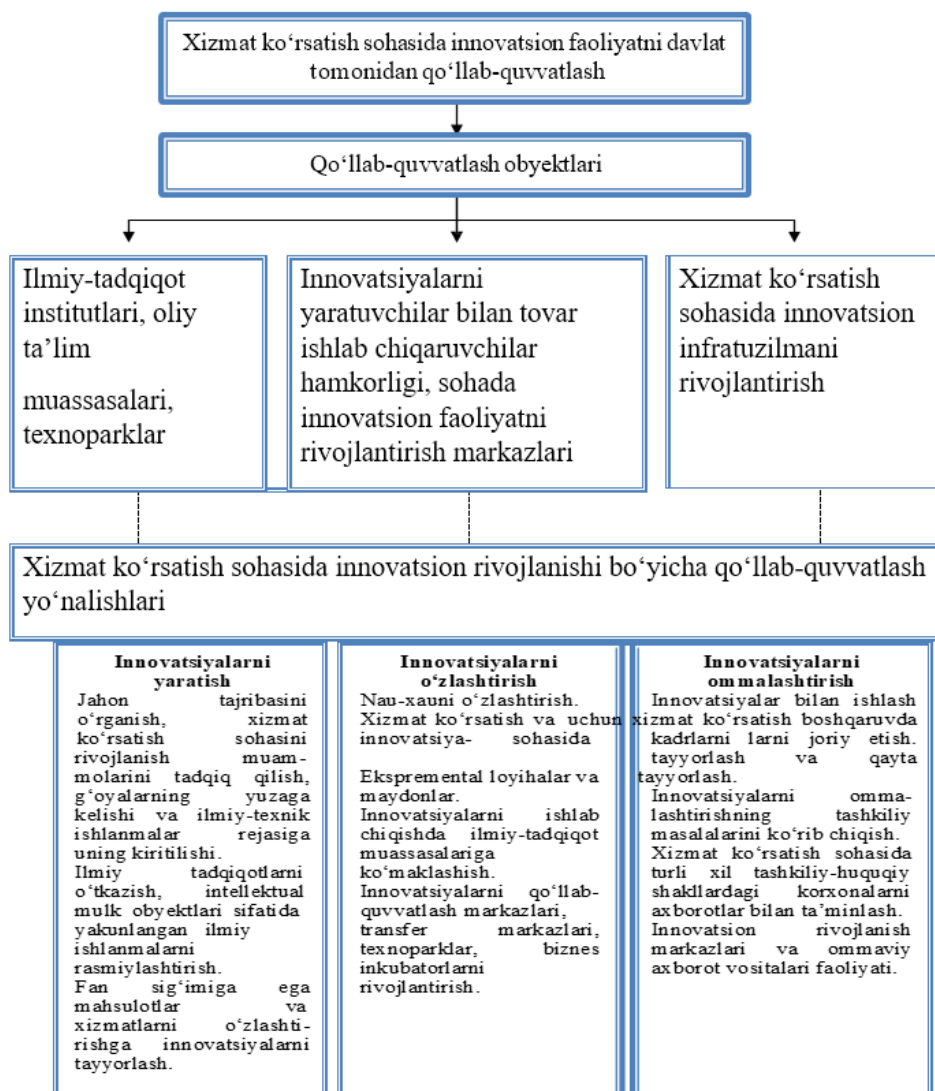 Xizmat ko‘rsatish sohasida innovatsion faoliyatni davlat
tomonidan qo‘llab-quvvatlash
Qo‘llab-quvvatlash obyektlari
Ilmiy-tadqiqot
institutlari, oliy
ta’lim
muassasalari,
texnoparklar
Innovatsiyalarni
yaratuvchilar bilan tovar
ishlab chiqaruvchilar
hamkorligi, sohada
innovatsion faoliyatni
rivojlantirish markazlari
Xizmat ko‘rsatish
sohasida innovatsion
infratuzilmani
rivojlantirish
Xizmat ko‘rsatish sohasida innovatsion rivojlanishi bo‘yicha qo‘llab-quvvatlash
yo‘nalishlari
Innovatsiyalarni
yaratish
Jahon tajribasini
o‘rganish, xizmat
ko‘rsatish sohasini
rivojlanish muam-
molarini tadqiq qilish,
g‘oyalarning yuzaga
kelishi va ilmiy-texnik
ishlanmalar rejasiga
uning kiritilishi.
Ilmiy tadqiqotlarni
o‘tkazish, intellektual
mulk obyektlari sifatida
yakunlangan ilmiy
ishlanmalarni
rasmiylashtirish.
Fan sig‘imiga ega
mahsulotlar va
xizmatlarni o‘zlashti-
rishga innovatsiyalarni
tayyorlash.
Innovatsiyalarni
o‘zlashtirish
Nau-xauni o‘zlashtirish.
Xizmat ko‘rsatish va uchun
innovatsiya- sohasida
Ekspremental loyihalar va
maydonlar.
Innovatsiyalarni ishlab
chiqishda ilmiy-tadqiqot
muassasalariga
ko‘maklashish.
Innovatsiyalarni qo‘llab-
quvvatlash markazlari,
transfer markazlari,
texnoparklar, biznes
inkubatorlarni
rivojlantirish.
Innovatsiyalarni
ommalashtirish
Innovatsiyalar bilan ishlash
xizmat ko‘rsatish boshqaruvda
kadrlarni larni joriy etish.
tayyorlash va qayta
tayyorlash.
Innovatsiyalarni omma-
lashtirishning tashkiliy
masalalarini ko‘rib chiqish.
Xizmat ko‘rsatish sohasida
turli xil tashkiliy-huquqiy
shakllardagi korxonalarni
axborotlar bilan ta’minlash.
Innovatsion rivojlanish
markazlari va ommaviy
axborot vositalari faoliyati.